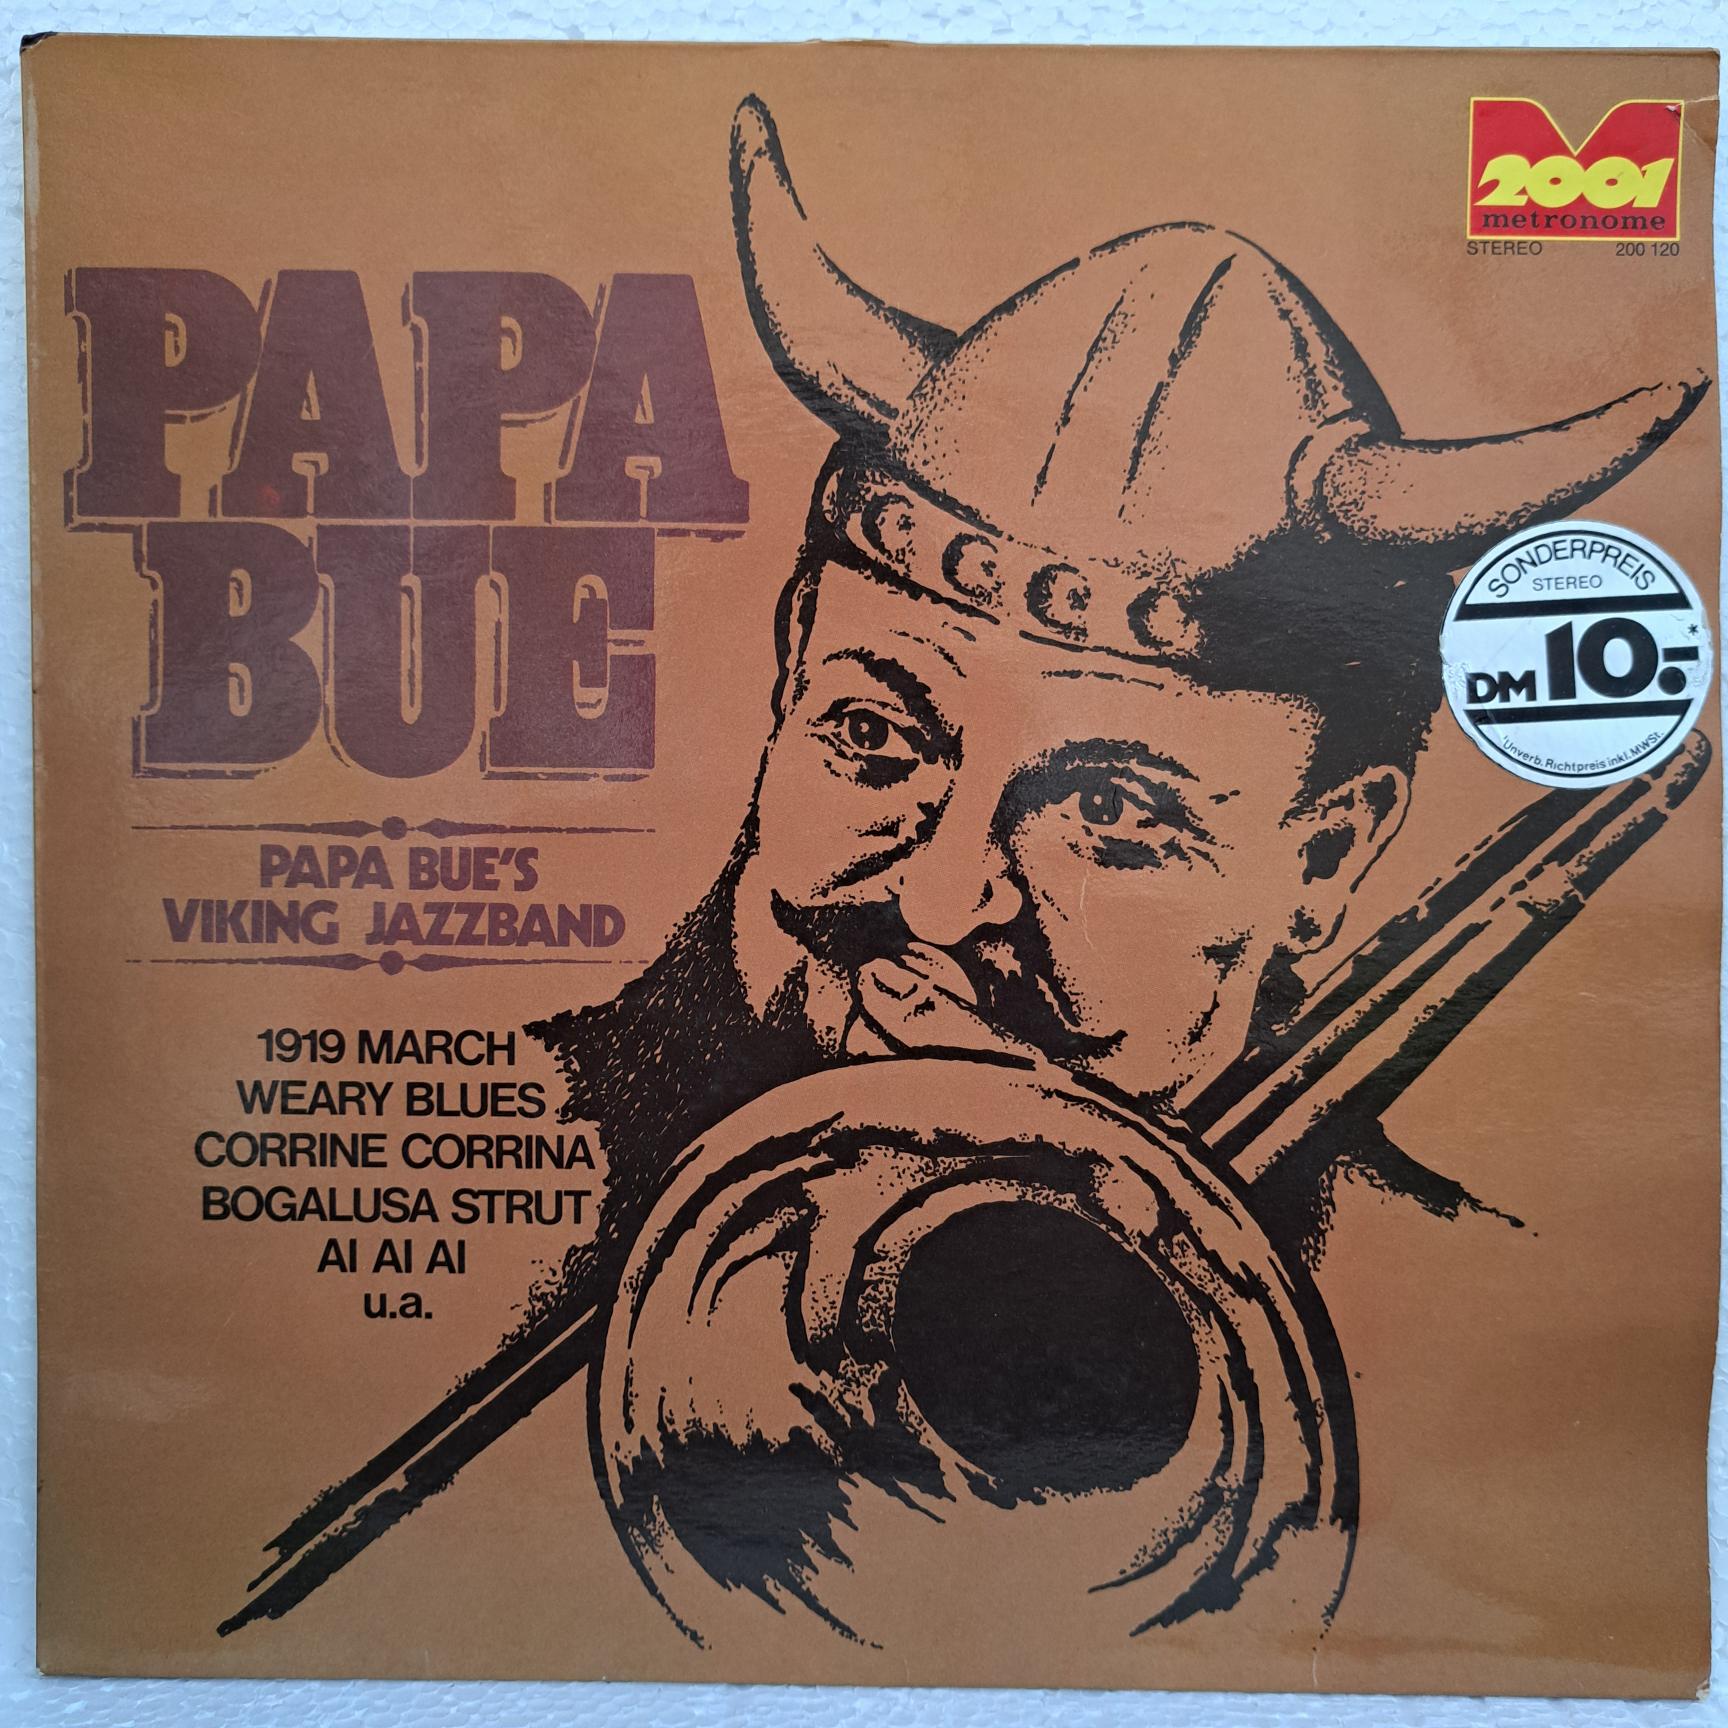 2001
metronome
STEREO 200 120
PAPA
BUE
SONDERPREIS
STEREO
DM 10.-*
*Unverb. Richtpreis inkl. MWSt.
PAPA BUE'S
VIKING JAZZBAND
1919 MARCH
WEARY BLUES
CORRINE CORRINA
BOGALUSA STRUT
AI AI AI
u.a.